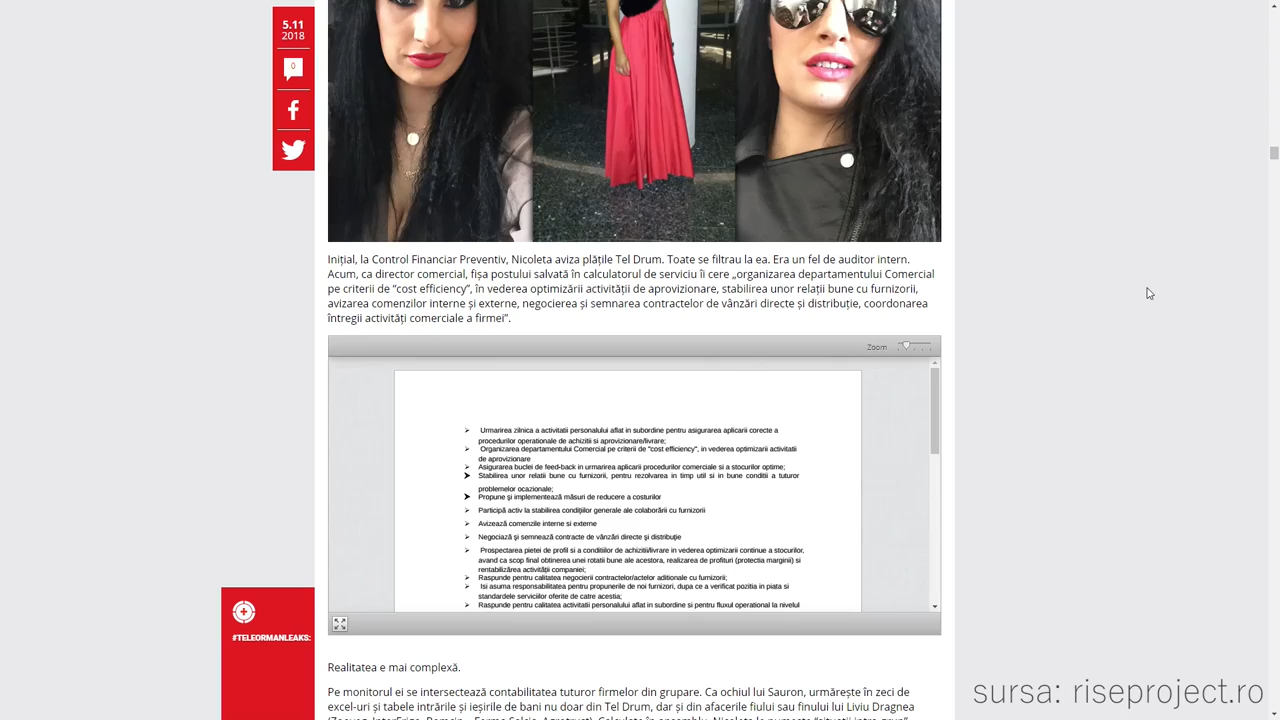 5.11
2018
0
Inițial, la Control Financiar Preventiv, Nicoleta aviza plățile Tel Drum. Toate se filtrau la ea. Era un fel de auditor intern.
Acum, ca director comercial, fișa postului salvată în calculatorul de serviciu îi cere „organizarea departamentului Comercial
pe criterii de “cost efficiency”, în vederea optimizării activității de aprovizionare, stabilirea unor relații bune cu furnizorii,
avizarea comenzilor interne și externe, negocierea și semnarea contractelor de vânzări directe și distribuție, coordonarea
întregii activități comerciale a firmei”.
Zoom
Urmarirea zilnica a activitatii personalului aflat in subordine pentru asigurarea aplicarii corecte a
procedurilor operationale de achizitii si aprovizionare/livrare;
Organizarea departamentului Comercial pe criterii de "cost efficiency", in vederea optimizarii activitatii
de aprovizionare
Asigurarea buclei de feed-back in urmarirea aplicarii procedurilor comerciale si a stocurilor optime;
Stabilirea unor relatii bune cu furnizorii, pentru rezolvarea in timp util si in bune conditii a tuturor
problemelor ocazionale;
Propune şi implementează măsuri de reducere a costurilor
Participă activ la stabilirea condiţiilor generale ale colaborării cu furnizorii
Avizează comenzile interne si externe
Negociază şi semnează contracte de vânzări directe şi distribuţie
Prospectarea pietei de profil si a conditiilor de achizitii/livrare in vederea optimizarii continue a stocurilor,
avand ca scop final obtinerea unei rotatii bune ale acestora, realizarea de profituri (protectia marginii) si
rentabilizărea activităţii companiei;
Raspunde pentru calitatea negocierii contractelor/actelor aditionale cu furnizorii;
Isi asuma responsabilitatea pentru propunerile de noi furnizori, dupa ce a verificat pozitia in piata si
standardele serviciilor oferite de catre acestia;
Raspunde pentru calitatea activitatii personalului aflat in subordine si pentru fluxul operational la nivelul
#TELEORMANLEAKS:
Realitatea e mai complexă.
Pe monitorul ei se intersectează contabilitatea tuturor firmelor din grupare. Ca ochiul lui Sauron, urmărește în zeci de
excel-uri și tabele intrările și ieșirile de bani nu doar din Tel Drum, dar și din afacerile fiului sau finului lui Liviu Dragnea
sursa: riseproject.ro